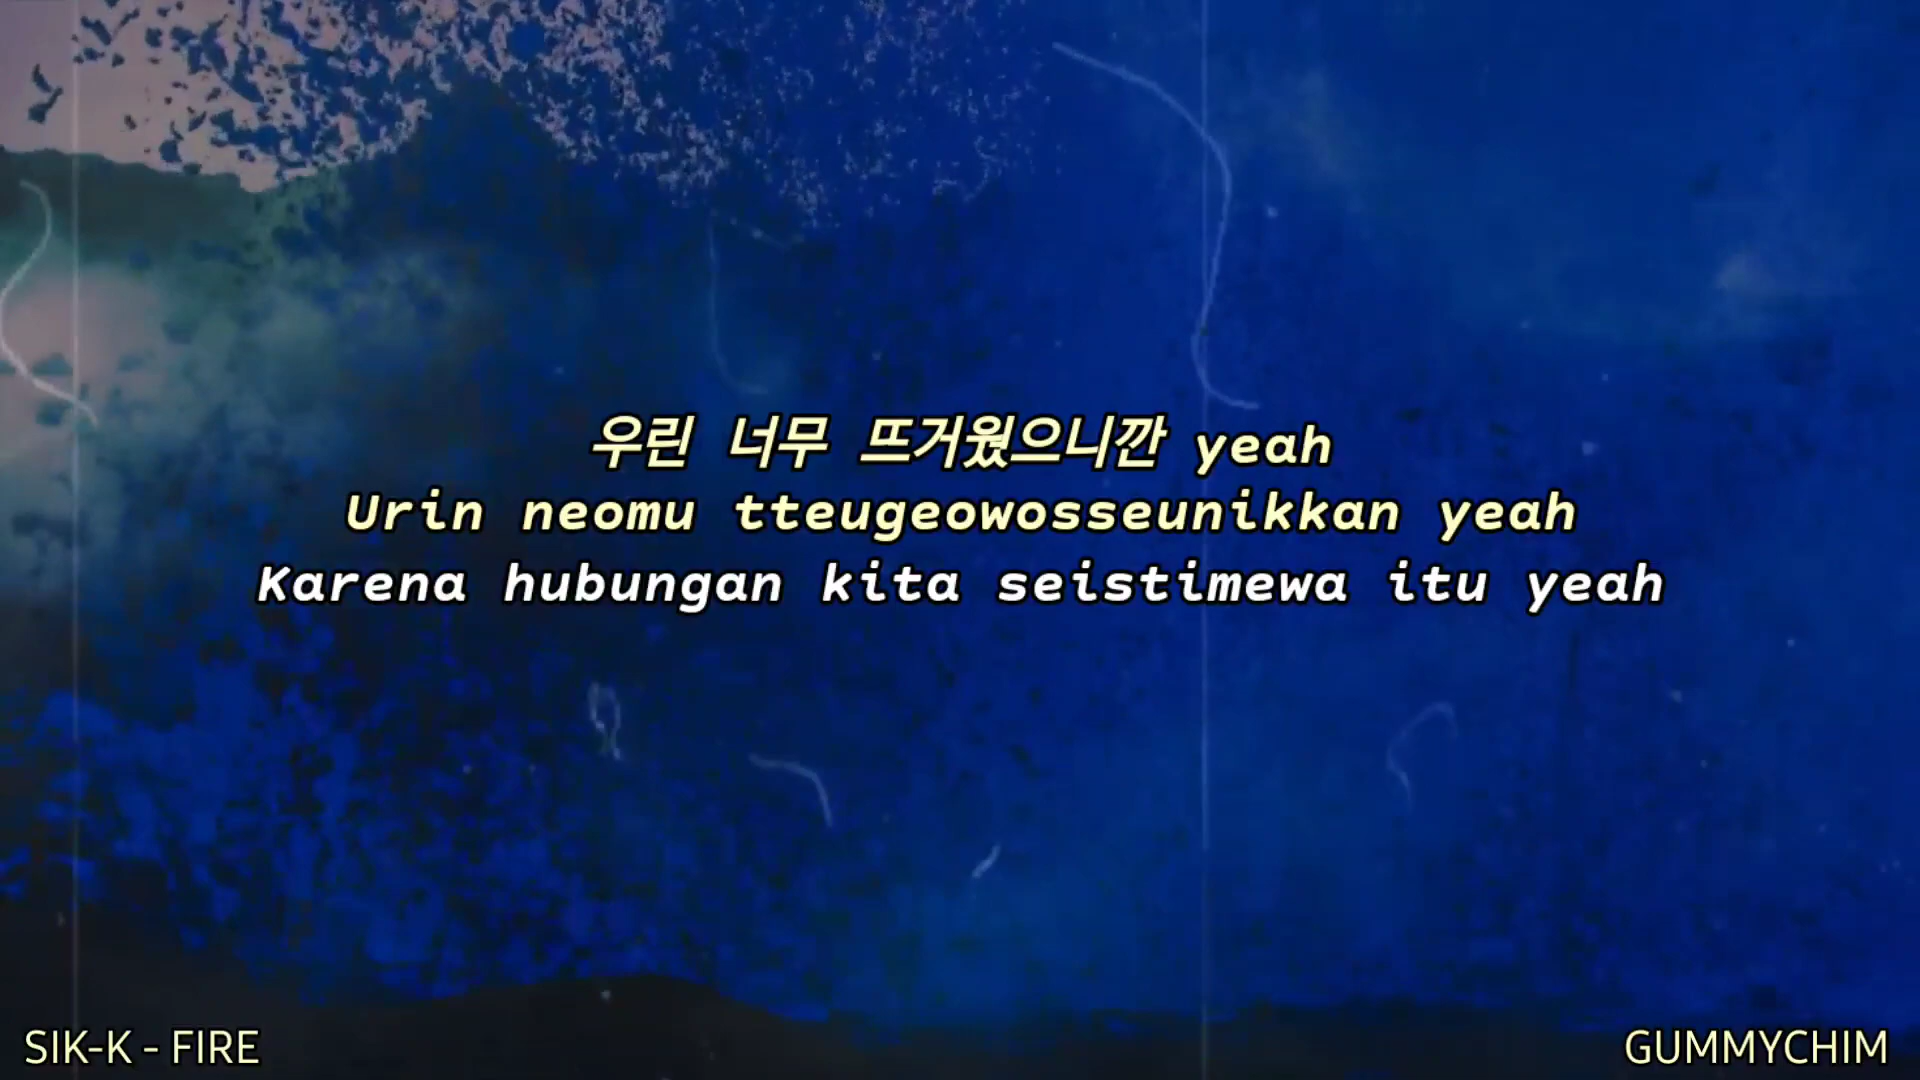 우린 너무 뜨거웠으니깐 yeah
Urin neomu tteugeowosseunikkan yeah
Karena hubungan kita seistimewa itu yeah
SIK-K - FIRE
GUMMYCHIM